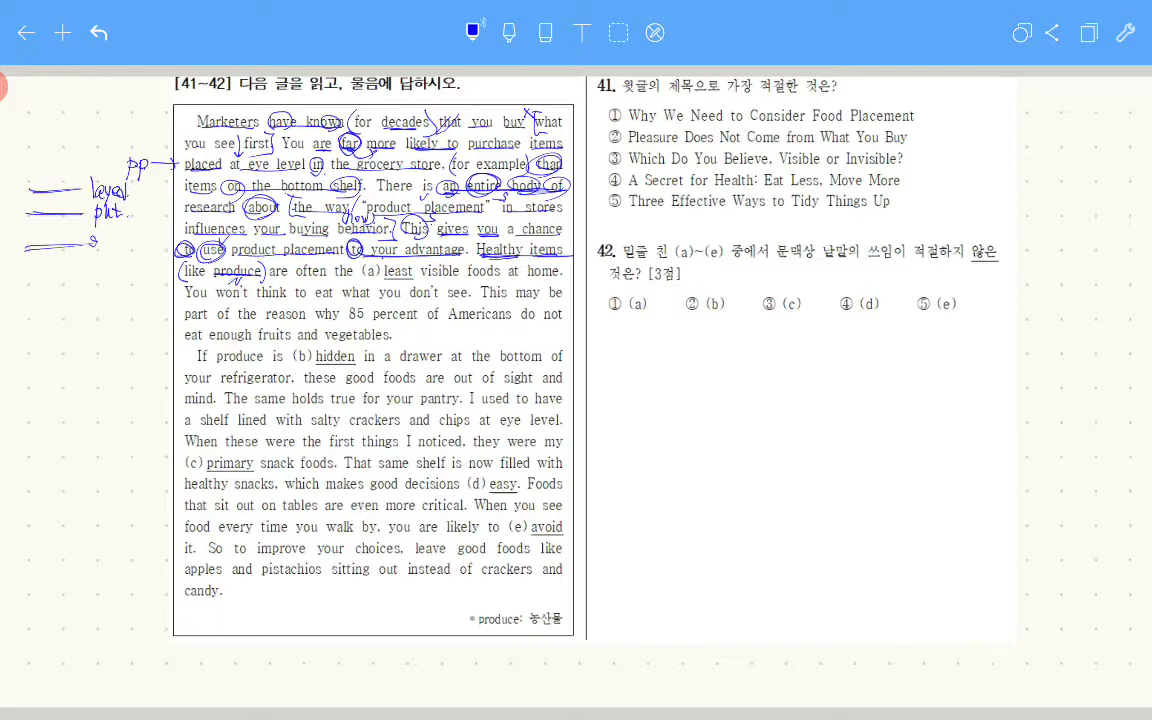 [41~42] 다음 글을 읽고, 물음에 답하시오.
Marketers have known for decades that you buy what
you see first. You are far more likely to purchase items
placed at eye level in the grocery store, for example, than
items on the bottom shelf. There is an entire body of
research about the way "product placement" in stores
influences your buying behavior. This gives you a chance
to use product placement to your advantage. Healthy items
like produce are often the (a) least visible foods at home.
You won't think to eat what you don't see. This may be
part of the reason why 85 percent of Americans do not
eat enough fruits and vegetables.
If produce is (b) hidden in a drawer at the bottom of
your refrigerator, these good foods are out of sight and
mind. The same holds true for your pantry. I used to have
a shelf lined with salty crackers and chips at eye level.
When these were the first things I noticed, they were my
(c) primary snack foods. That same shelf is now filled with
healthy snacks, which makes good decisions (d) easy. Foods
that sit out on tables are even more critical. When you see
food every time you walk by, you are likely to (e) avoid
it. So to improve your choices, leave good foods like
apples and pistachios sitting out instead of crackers and
candy.
* produce: 농산물
pp
level
how
41. 윗글의 제목으로 가장 적절한 것은?
① Why We Need to Consider Food Placement
② Pleasure Does Not Come from What You Buy
③ Which Do You Believe, Visible or Invisible?
④ A Secret for Health: Eat Less, Move More
⑤ Three Effective Ways to Tidy Things Up
42. 밑줄 친 (a)~(e) 중에서 문맥상 낱말의 쓰임이 적절하지 않은
것은? [3점]
① (a) ② (b) ③ (c) ④ (d) ⑤ (e)